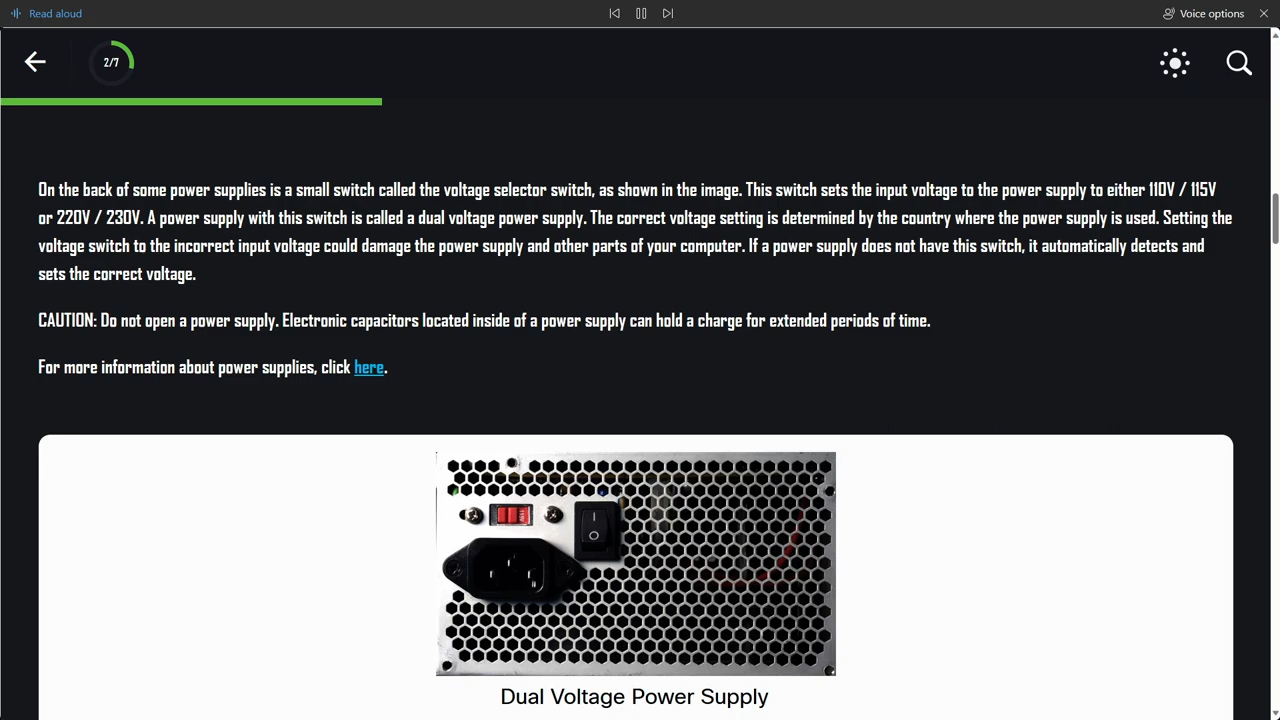 Read aloud
Voice options
2/7
On the back of some power supplies is a small switch called the voltage selector switch, as shown in the image. This switch sets the input voltage to the power supply to either 110V / 115V
or 220V / 230V. A power supply with this switch is called a dual voltage power supply. The correct voltage setting is determined by the country where the power supply is used. Setting the
voltage switch to the incorrect input voltage could damage the power supply and other parts of your computer. If a power supply does not have this switch, it automatically detects and
sets the correct voltage.
CAUTION: Do not open a power supply. Electronic capacitors located inside of a power supply can hold a charge for extended periods of time.
For more information about power supplies, click here.
Dual Voltage Power Supply